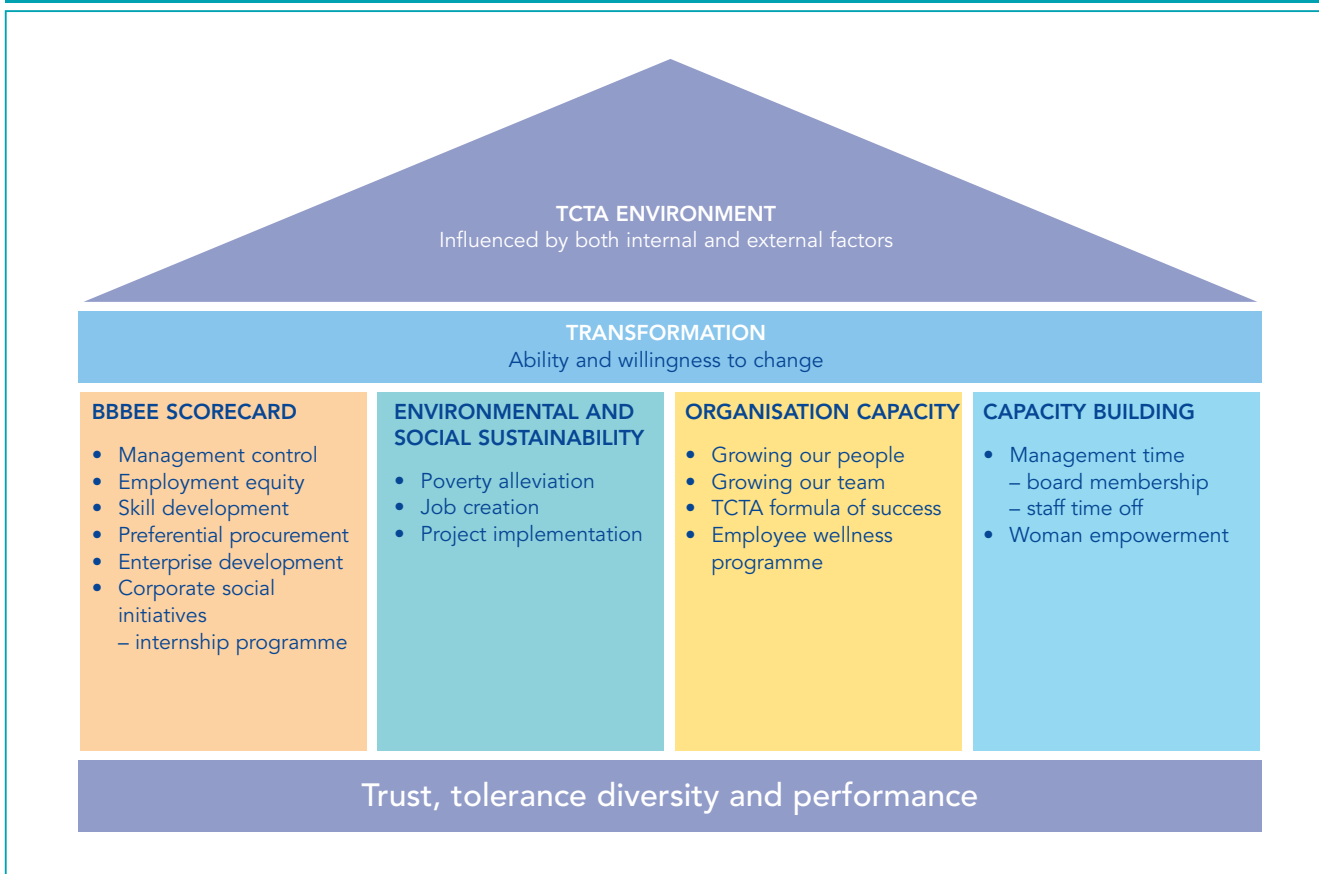 TCTA ENVIRONMENT
Influenced by both internal and external factors
TRANSFORMATION
Ability and willingness to change
BBBEE SCORECARD
• Management control
• Employment equity
• Skill development
• Preferential procurement
• Enterprise development
• Corporate social
initiatives
– internship programme
ENVIRONMENTAL AND
SOCIAL SUSTAINABILITY
• Poverty alleviation
• Job creation
• Project implementation
ORGANISATION CAPACITY
• Growing our people
• Growing our team
• TCTA formula of success
• Employee wellness
programme
CAPACITY BUILDING
• Management time
– board membership
– staff time off
• Woman empowerment
Trust, tolerance diversity and performance